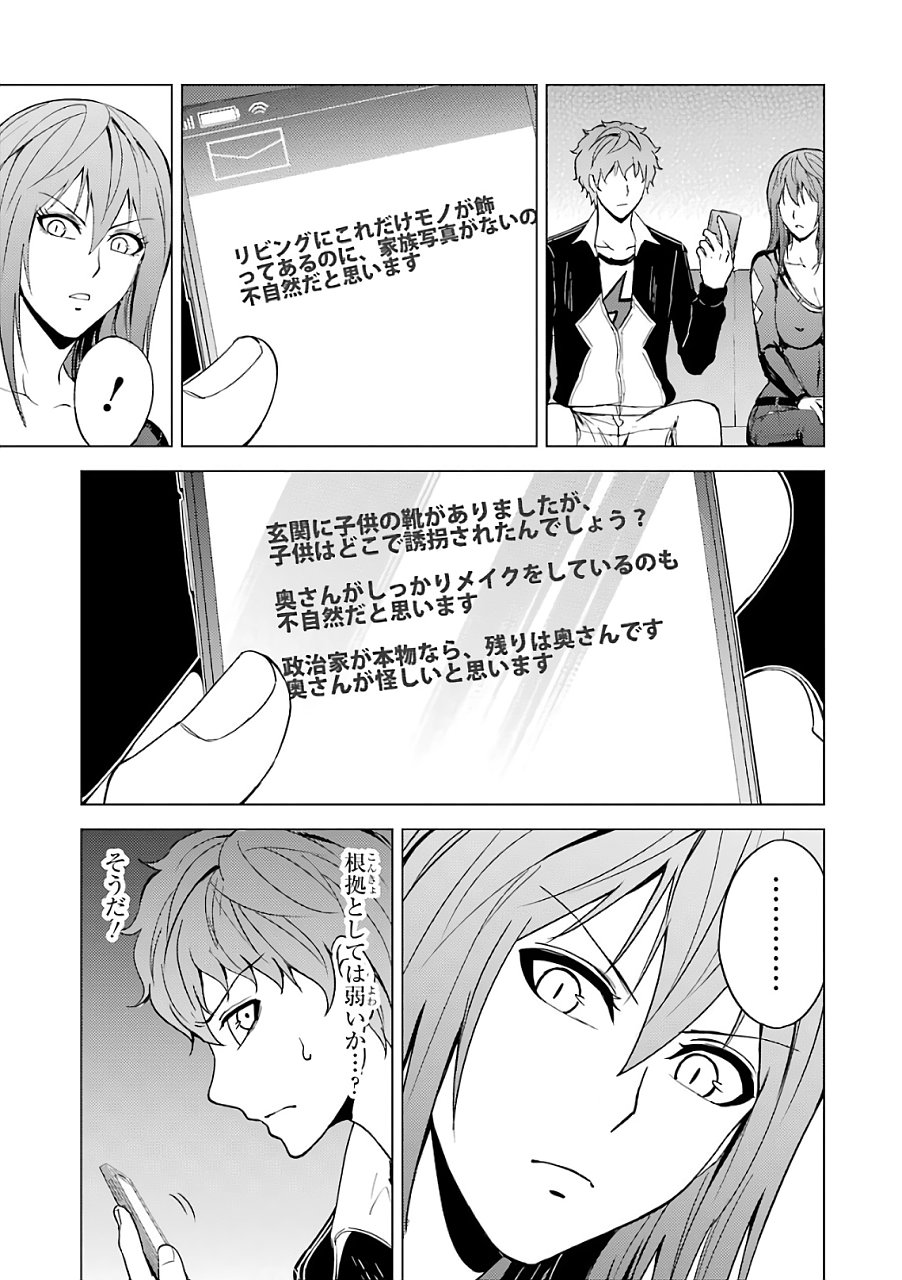 リビングにこれだけモノが飾
ってあるのに、家族写真がないの
不自然だと思います
！
玄関に子供の靴がありましたが、
子供はどこで誘拐されたんでしょう？
奥さんがしっかりメイクをしているのも
不自然だと思います
政治家が本物なら、残りは奥さんです
奥さんが怪しいと思います
………
根拠としては弱いか…？
こんきょ
よわ
そうだ！